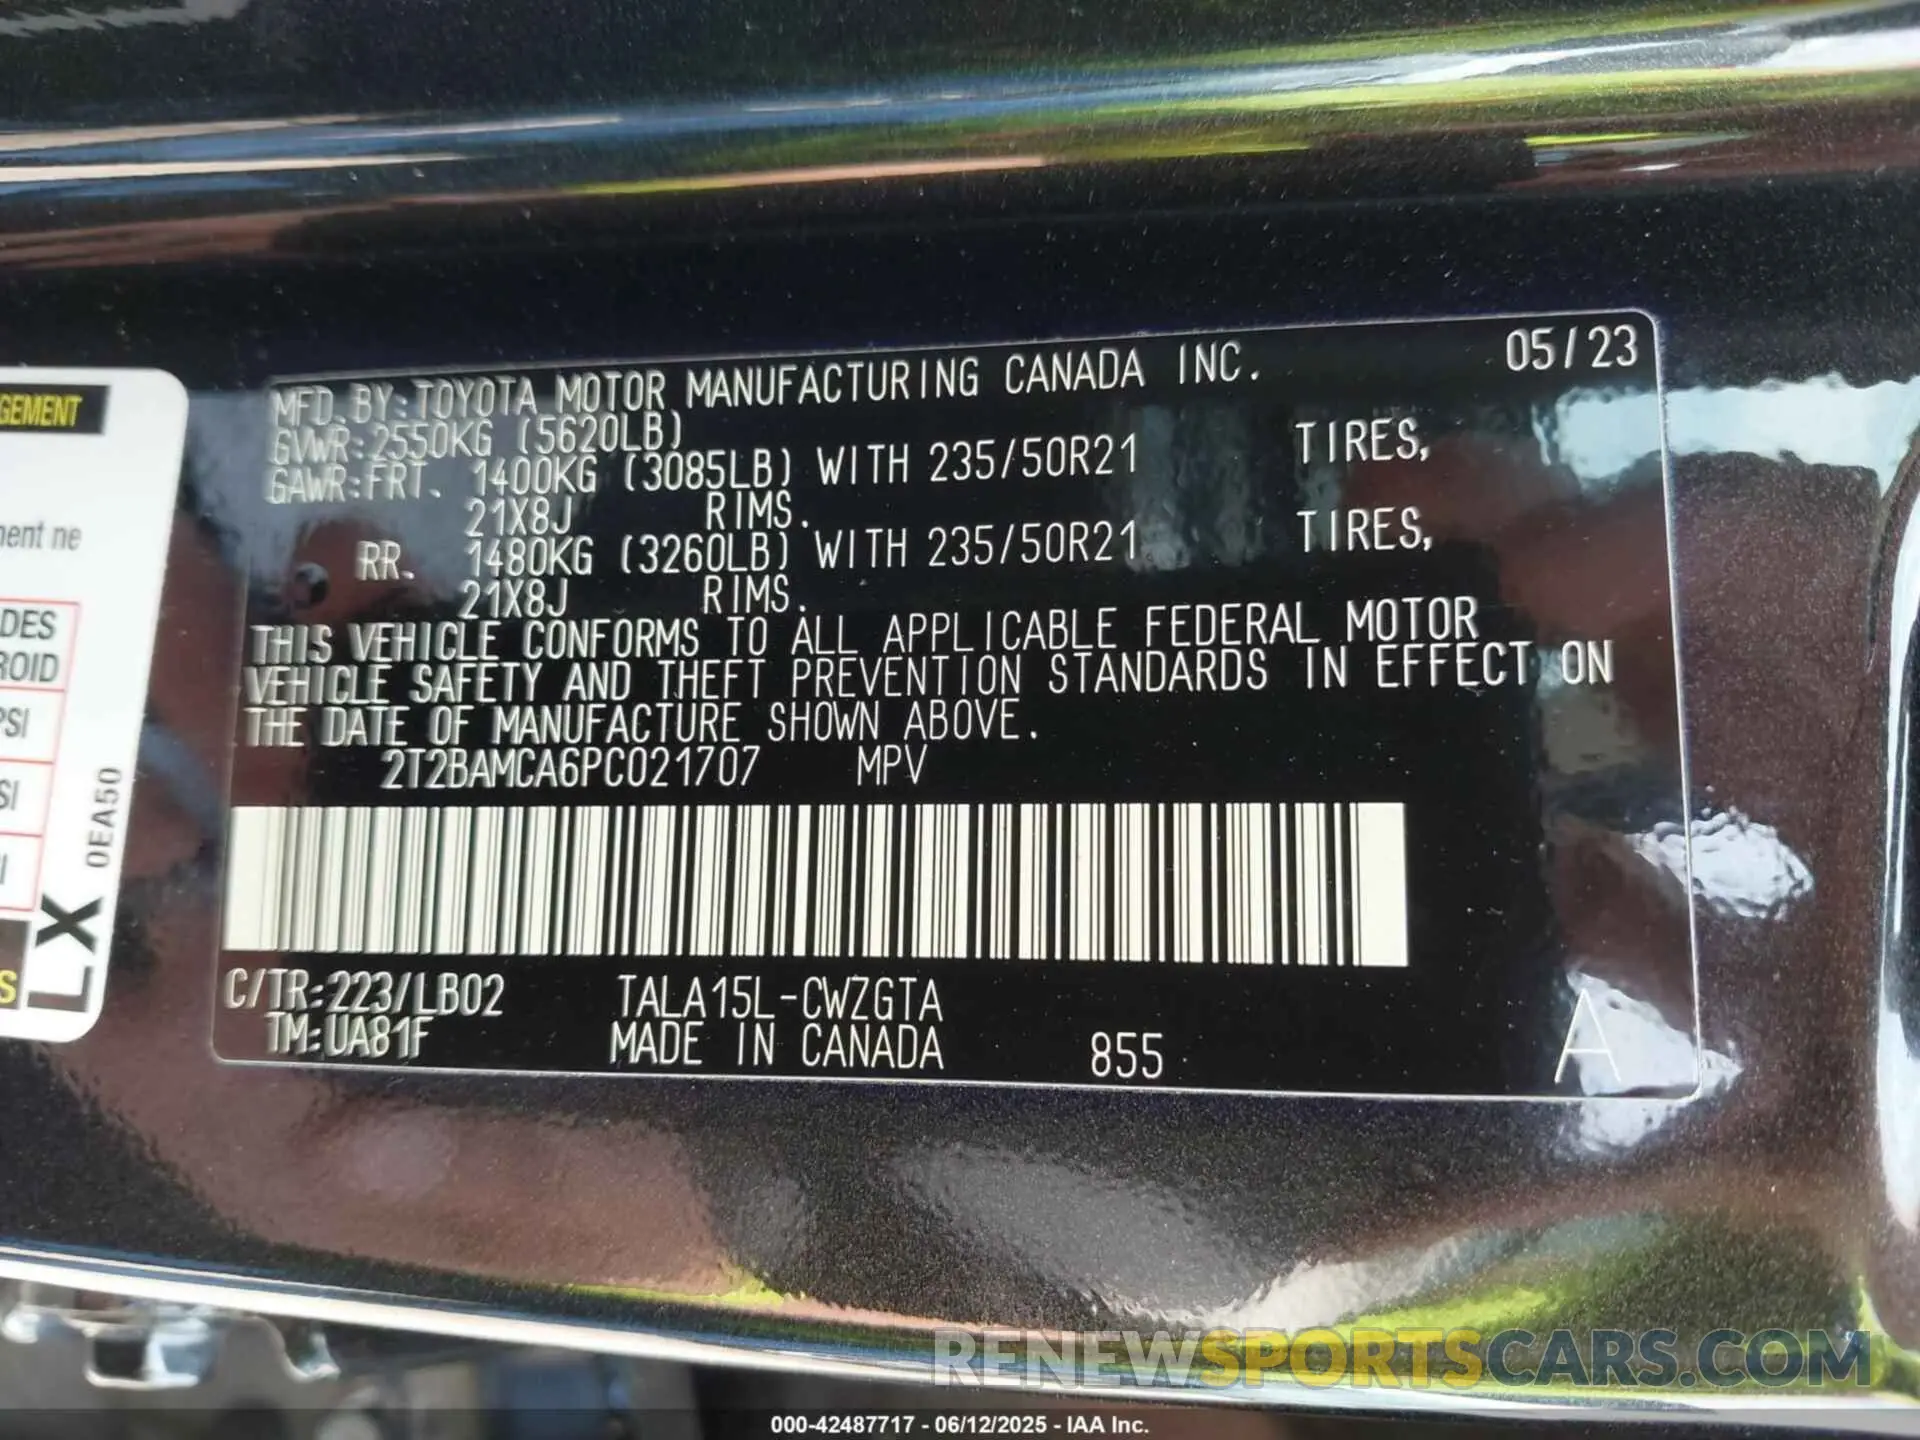 MFD. BY: TOYOTA MOTOR MANUFACTURING CANADA INC. 05/23
GVWR: 2550KG (5620LB)
GAWR: FRT. 1400KG (3085LB) WITH 235/50R21 TIRES,
21X8J RIMS.
RR. 1480KG (3260LB) WITH 235/50R21 TIRES,
21X8J RIMS.
THIS VEHICLE CONFORMS TO ALL APPLICABLE FEDERAL MOTOR
VEHICLE SAFETY AND THEFT PREVENTION STANDARDS IN EFFECT ON
THE DATE OF MANUFACTURE SHOWN ABOVE.
2T2BAMCA6PC021707 MPV
C/TR: 223/LB02 TALA15L-CWZGTA
TM: UA81F MADE IN CANADA 855 A
GEMENT
ment ne
DES
ROID
PSI
SI
I
S
LX 0EA50
RENEWSPORTSCARS.COM
000-42487717 - 06/12/2025 - IAA Inc.